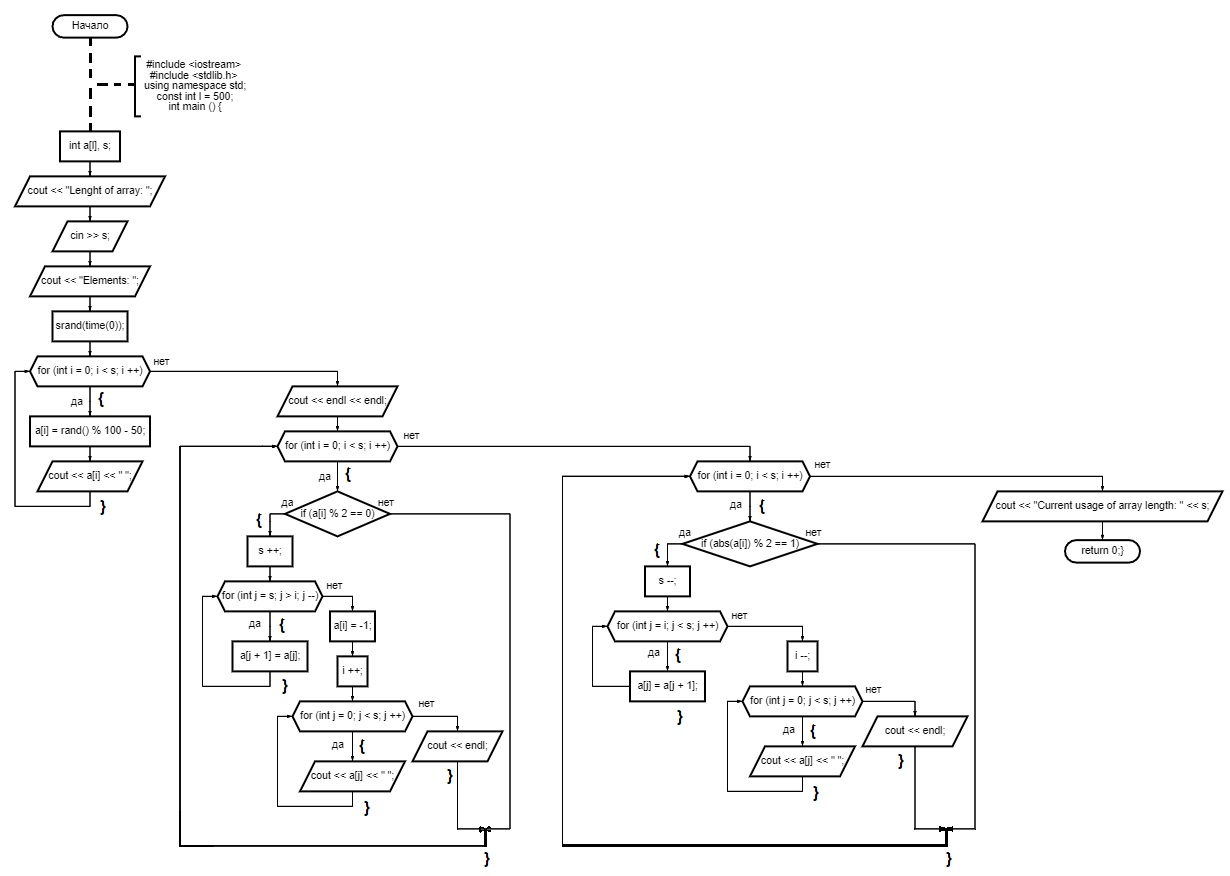 Начало
#include <iostream>
#include <stdlib.h>
using namespace std;
const int l = 500;
int main () {
int a[l], s;
cout << "Lenght of array: ";
cin >> s;
cout << "Elements: ";
srand(time(0));
for (int i = 0; i < s; i ++)
нет
да
{
a[i] = rand() % 100 - 50;
cout << a[i] << " ";
}
cout << endl << endl;
for (int i = 0; i < s; i ++)
нет
да
{
if (a[i] % 2 == 0)
да
нет
{
s ++;
for (int j = s; j > i; j --)
нет
да
{
a[j + 1] = a[j];
}
a[i] = -1;
i ++;
for (int j = 0; j < s; j ++)
нет
да
{
cout << a[j] << " ";
}
cout << endl;
}
}
for (int i = 0; i < s; i ++)
нет
да
{
if (abs(a[i]) % 2 == 1)
да
нет
{
s --;
for (int j = i; j < s; j ++)
нет
да
{
a[j] = a[j + 1];
}
i --;
for (int j = 0; j < s; j ++)
нет
да
{
cout << a[j] << " ";
}
cout << endl;
}
}
cout << "Current usage of array length: " << s;
return 0;}